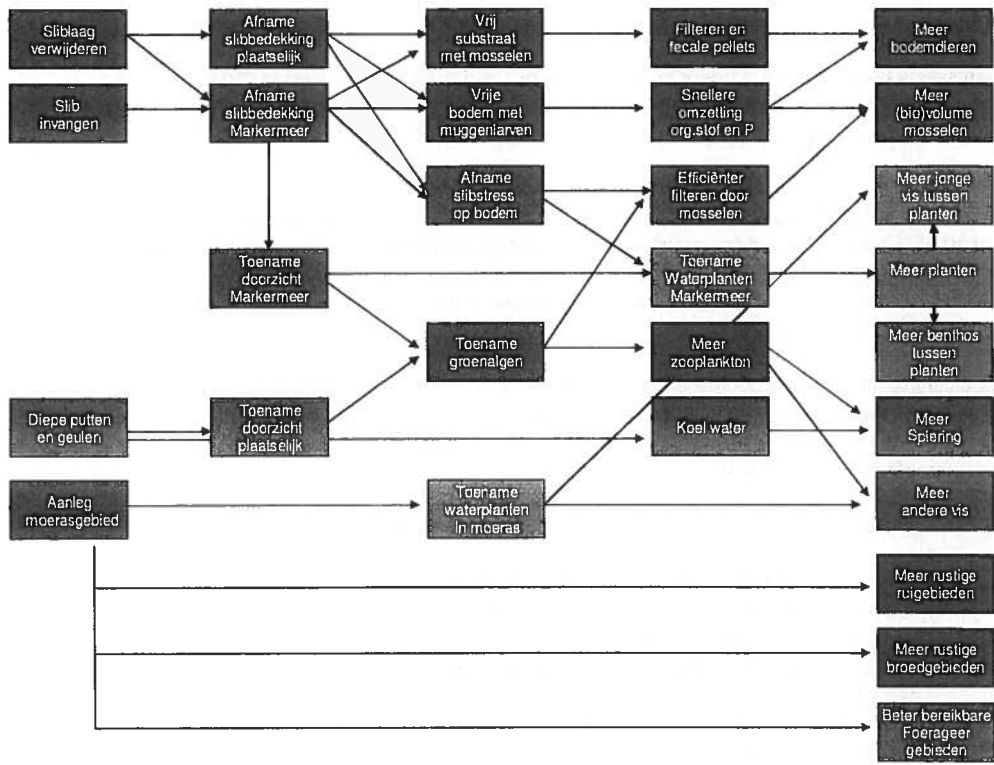 Sliblaag
verwijderen
Afname
slibbedekking
plaatselijk
Vrij
substraat
met mosselen
Filteren en
fecale pellets
Meer
bodemdieren
Slib
invangen
Afname
slibbedekking
Markermeer
Vrije
bodem met
muggenlarven
Snellere
omzetting
org.stof en P
Meer
(bio)volume
mosselen
Afname
slibstress
op bodem
Efficiënter
filteren door
mosselen
Meer jonge
vis tussen
planten
Toename
doorzicht
Markermeer
Toename
Waterplanten
Markermeer
Meer planten
Toename
groenalgen
Meer
zooplankton
Meer benthos
tussen
planten
Diepe putten
en geulen
Toename
doorzicht
plaatselijk
Koel water
Meer
Spiering
Aanleg
moerasgebied
Toename
waterplanten
In moeras
Meer
andere vis
Meer rustige
ruigebieden
Meer rustige
broedgebieden
Beter bereikbare
Foerageer
gebieden